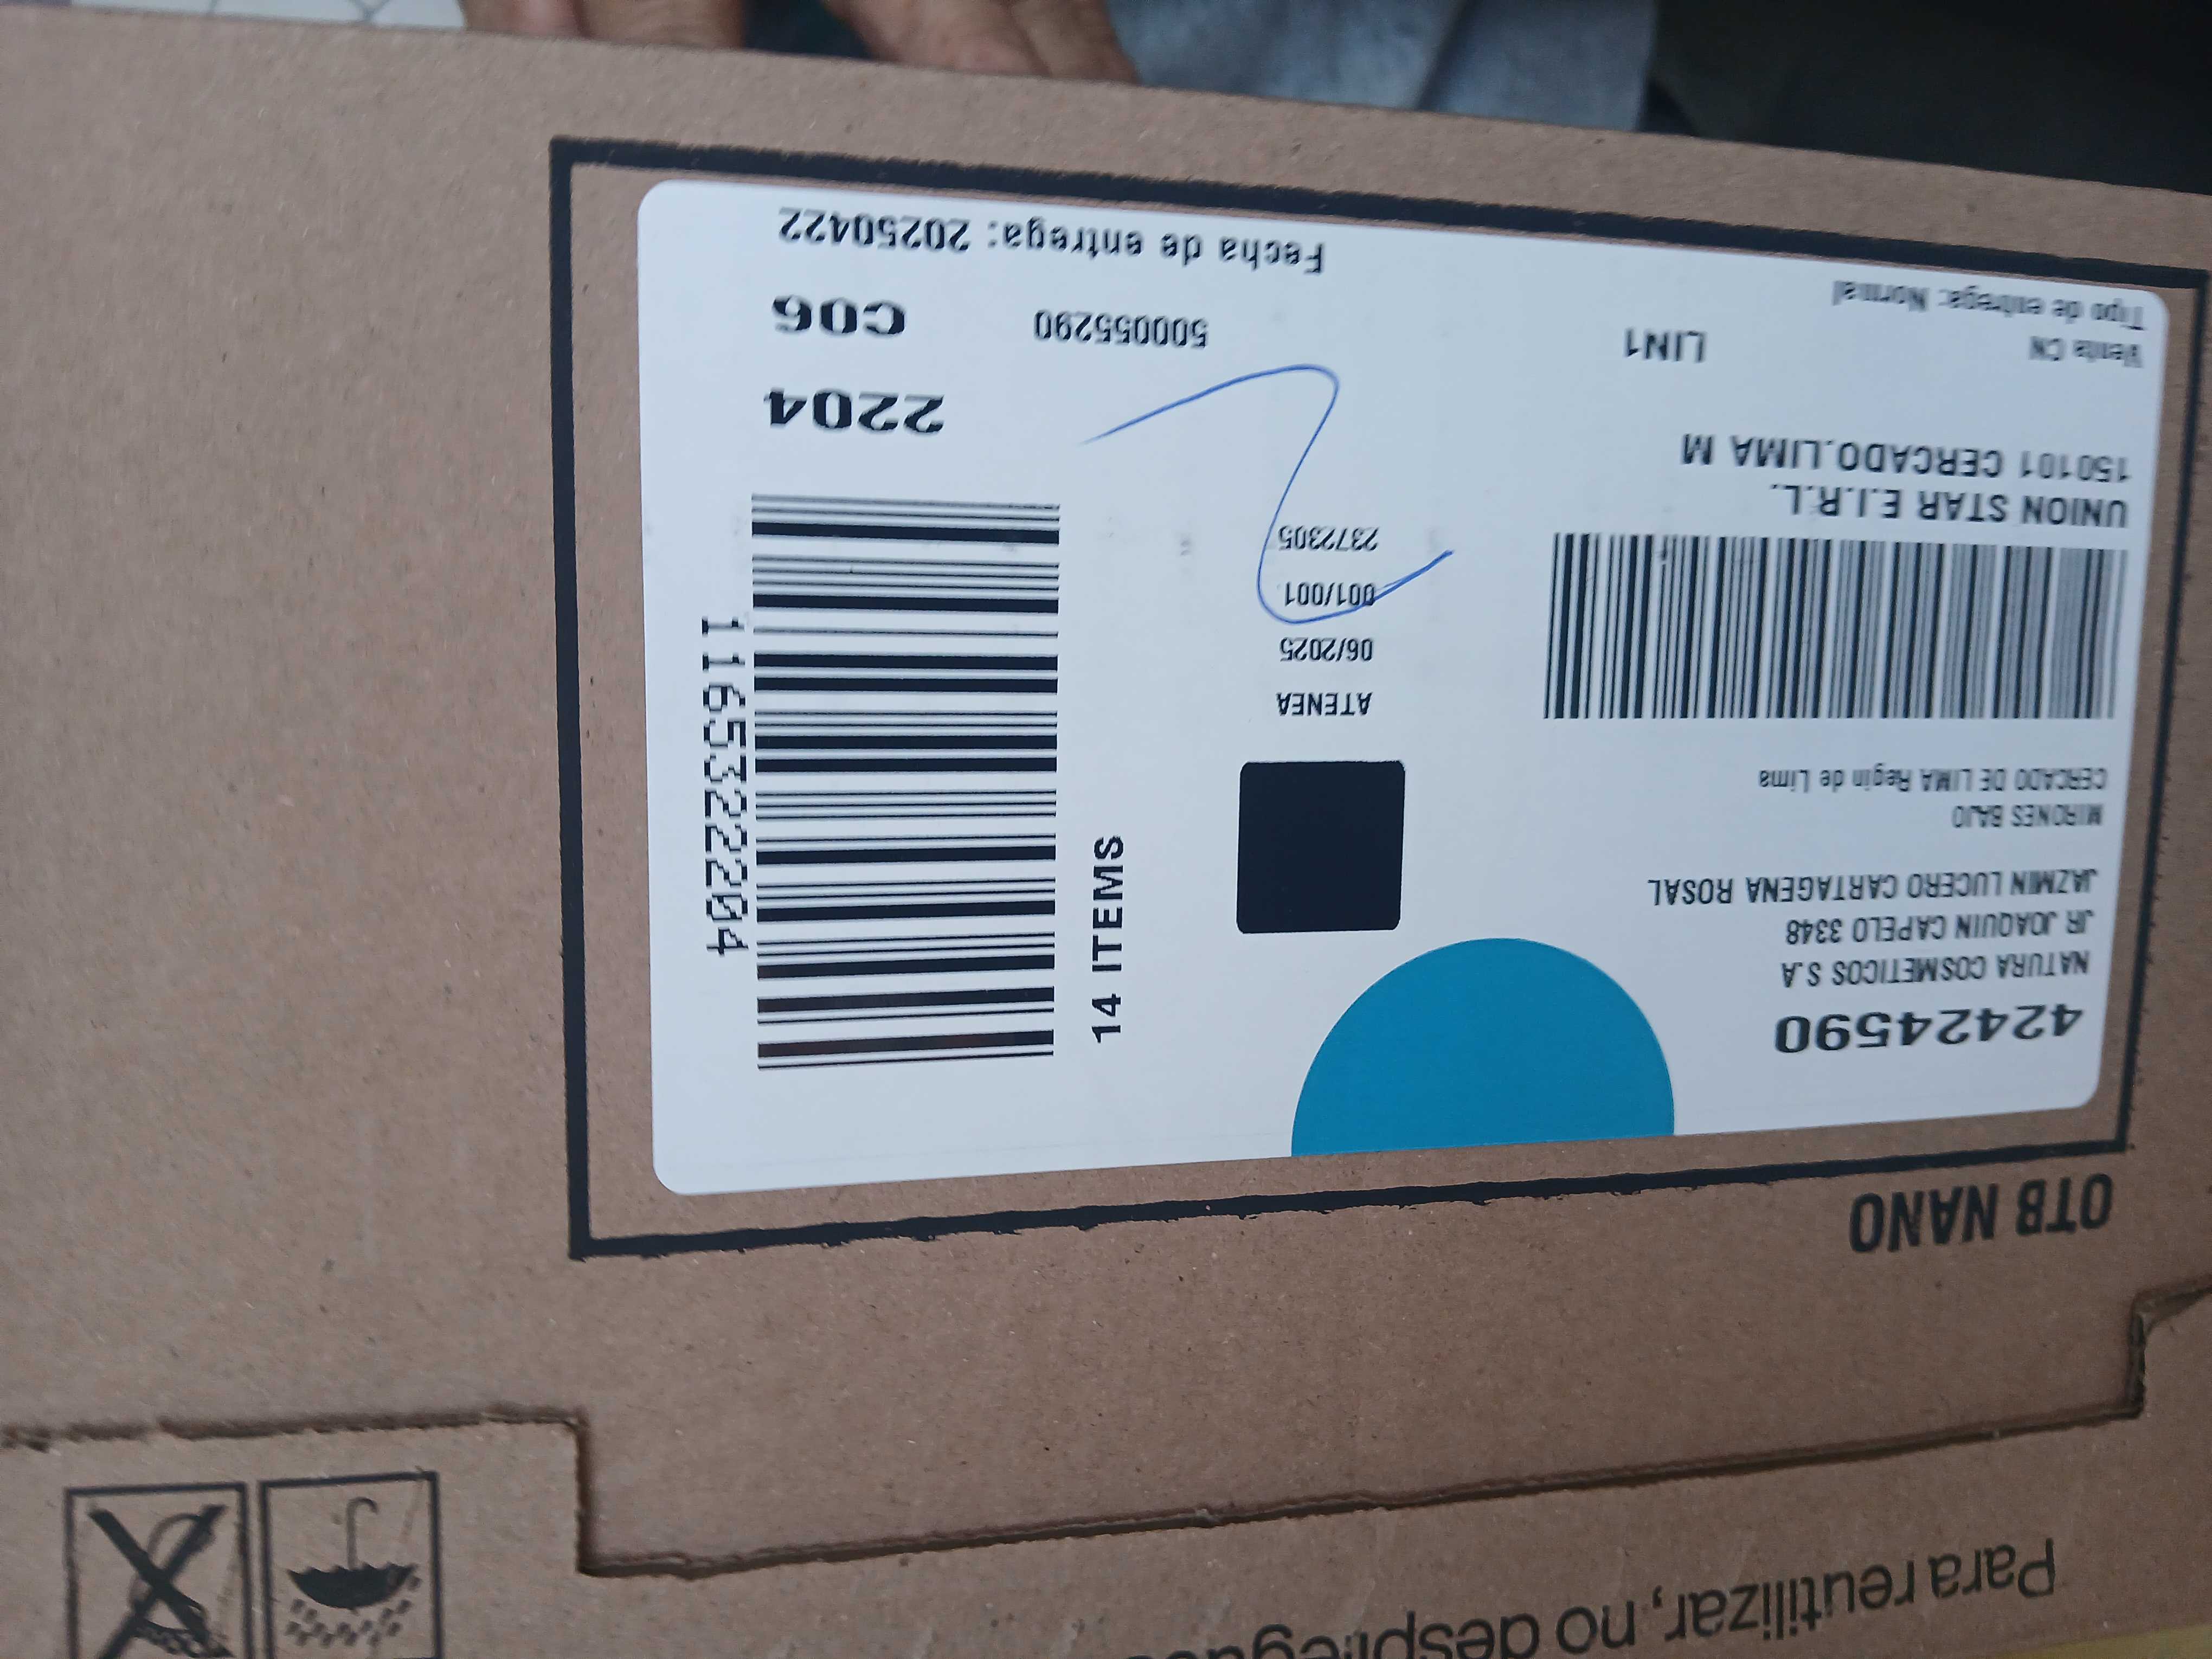 Para reutilizar, no
OTB NANO
42424590
NATURA COSMETICOS S.A
JR JOAQUIN CAPELO 3348
JAZMIN LUCERO CARTAGENA ROSAL
MIRONES BAJO
CERCADO DE LIMA Regin de Lima
UNION STAR E.I.R.L.
150101 CERCADO.LIMA M
Venta CN
LIN1
Tipo de entrega: Normal
ATENEA
06/2025
001/001
2372305
14 ITEMS
1165322204
2204
500055290
C06
Fecha de entrega: 20250422